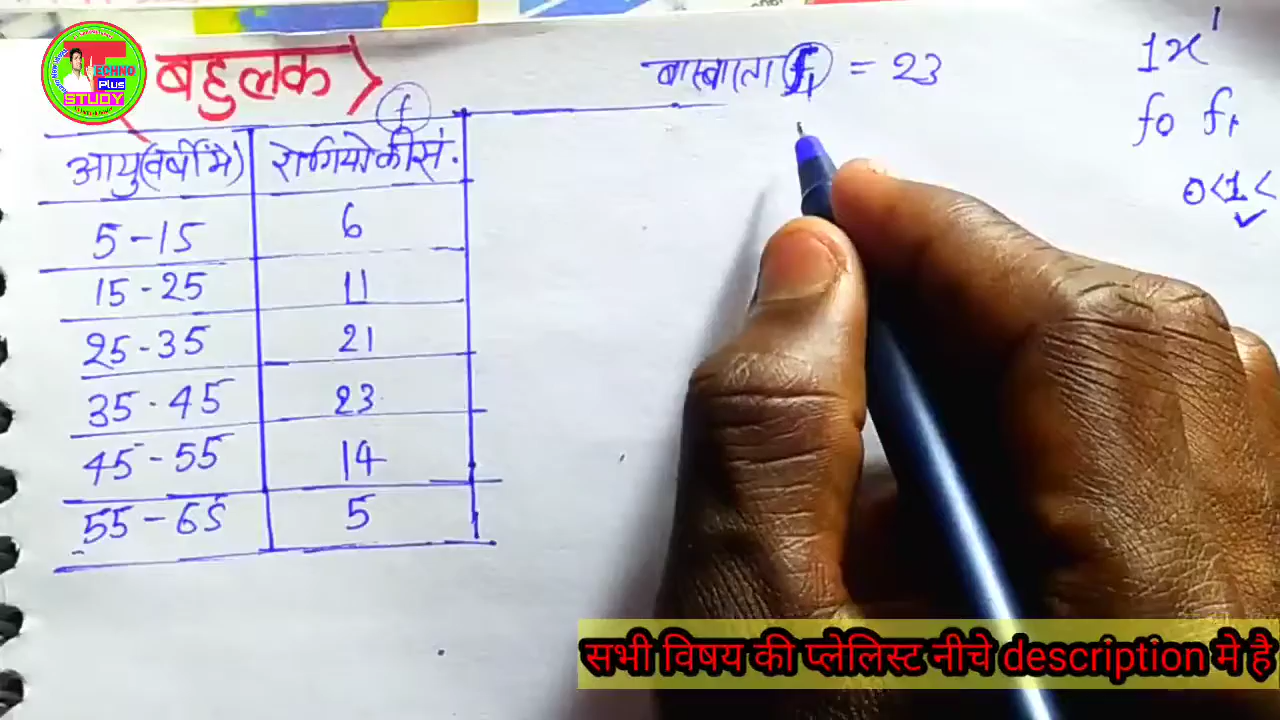 TECHNO
Plus
STUDY
बहुलक
बारबारता (f1) = 23
1x¹
f0 f1
0<1<
f
आयु (वर्षो मे) रोगियो की सं.
5-15 6
15-25 11
25-35 21
35-45 23
45-55 14
55-65 5
सभी विषय की प्लेलिस्ट नीचे description मे है